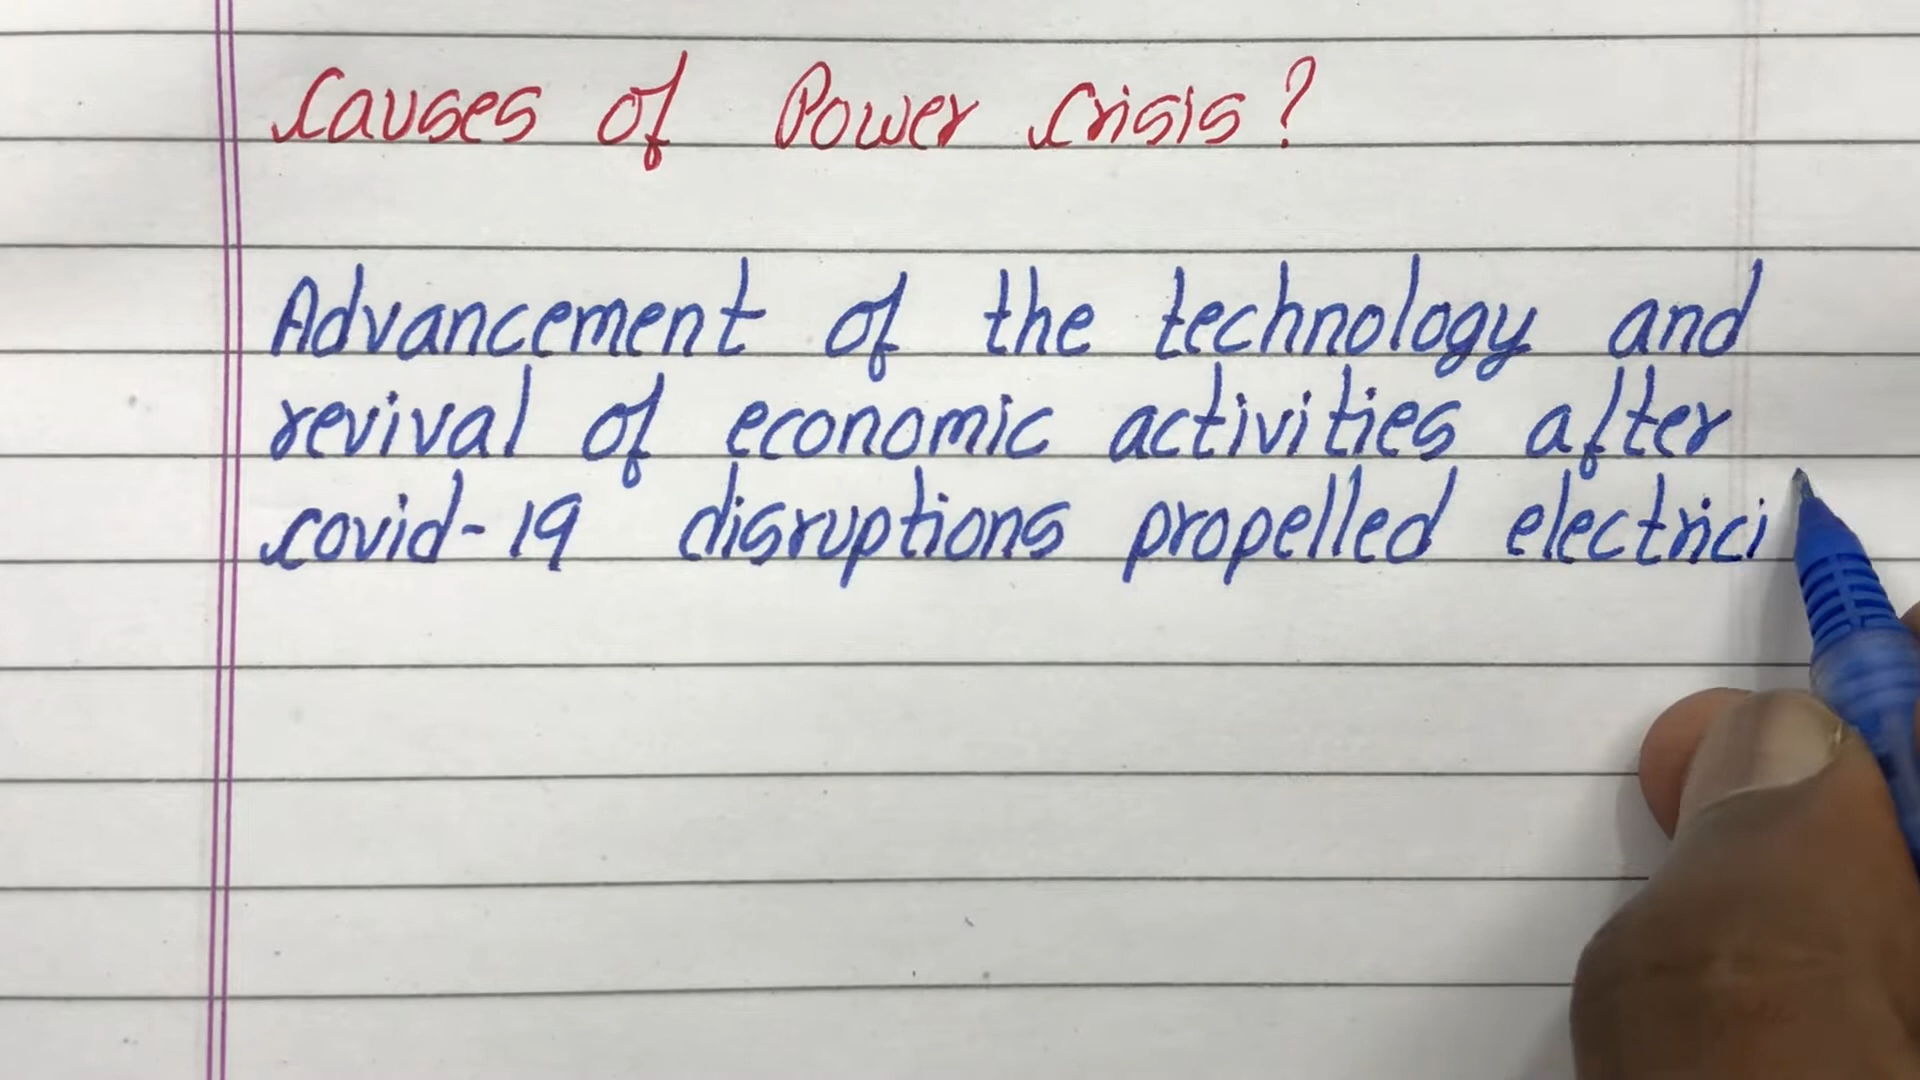 Causes of Power Crisis?
Advancement of the technology and
revival of economic activities after
covid-19 disruptions propelled electrici